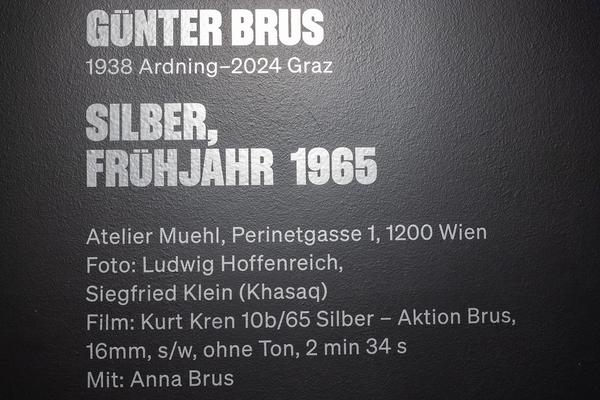 GÜNTER BRUS
1938 Ardning–2024 Graz
SILBER,
FRÜHJAHR 1965
Atelier Muehl, Perinetgasse 1, 1200 Wien
Foto: Ludwig Hoffenreich,
Siegfried Klein (Khasaq)
Film: Kurt Kren 10b/65 Silber – Aktion Brus,
16mm, s/w, ohne Ton, 2 min 34 s
Mit: Anna Brus